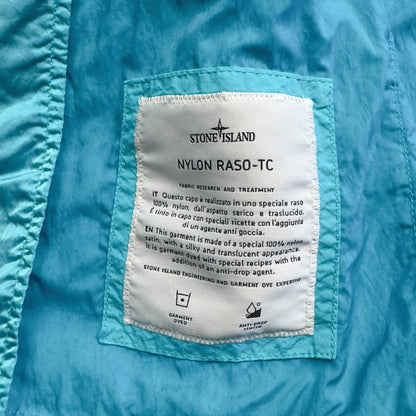 STONE ISLAND
NYLON RASO-TC
FABRIC RESEARCH AND TREATMENT
IT Questo capo è realizzato in uno speciale raso
100% nylon, dall'aspetto serico e traslucido.
È tinto in capo con speciali ricette con l'aggiunta
di un agente anti goccia.
EN This garment is made of a special 100% nylon
satin, with a silky and translucent appearance.
It is garment dyed with special recipes with the
addition of an anti-drop agent.
STONE ISLAND ENGINEERING AND GARMENT DYE EXPERTISE
GARMENT
DYED
ANTI-DROP